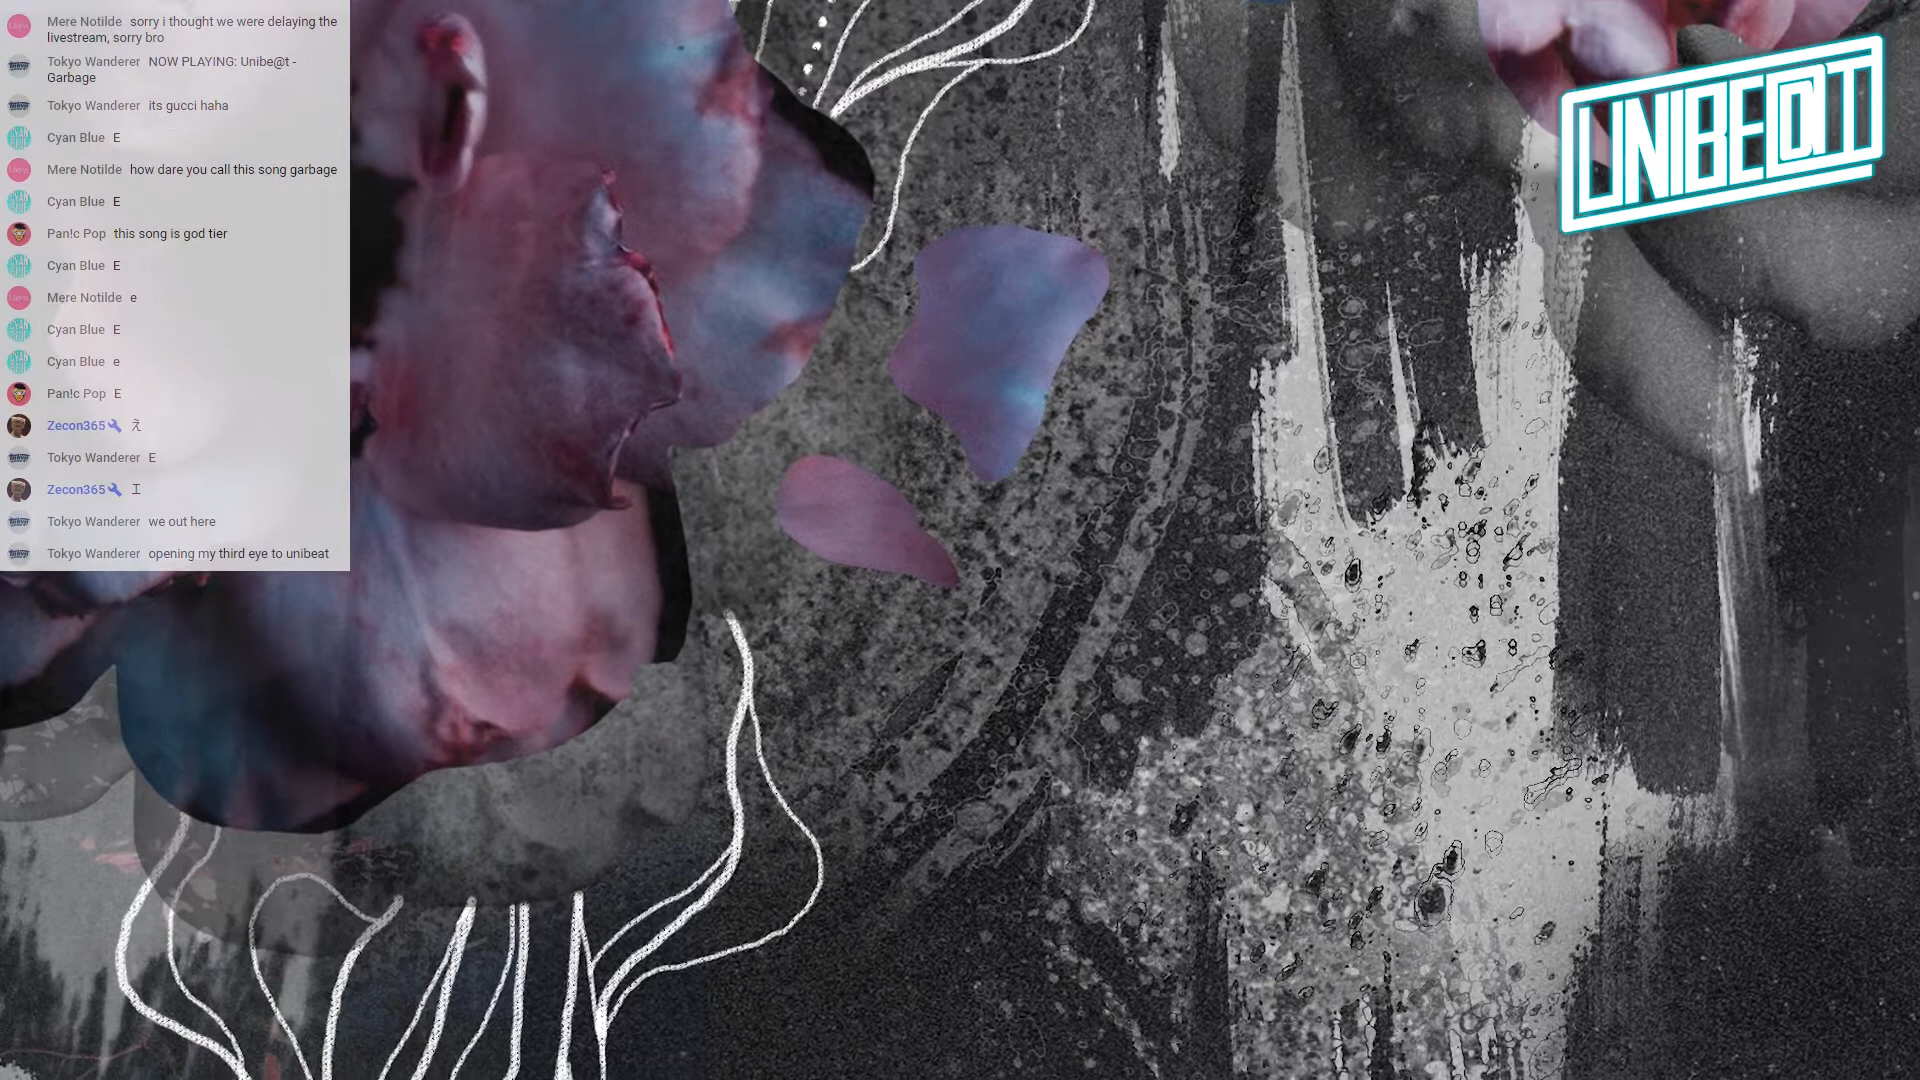 Mere Notilde sorry i thought we were delaying the
livestream, sorry bro
Tokyo Wanderer NOW PLAYING: Unibe@t -
Garbage
Tokyo Wanderer its gucci haha
Cyan Blue E
Mere Notilde how dare you call this song garbage
Cyan Blue E
Pan!c Pop this song is god tier
Cyan Blue E
Mere Notilde e
Cyan Blue E
Cyan Blue e
Pan!c Pop E
Zecon365 え
Tokyo Wanderer E
Zecon365 エ
Tokyo Wanderer we out here
Tokyo Wanderer opening my third eye to unibeat
UNIBE@T